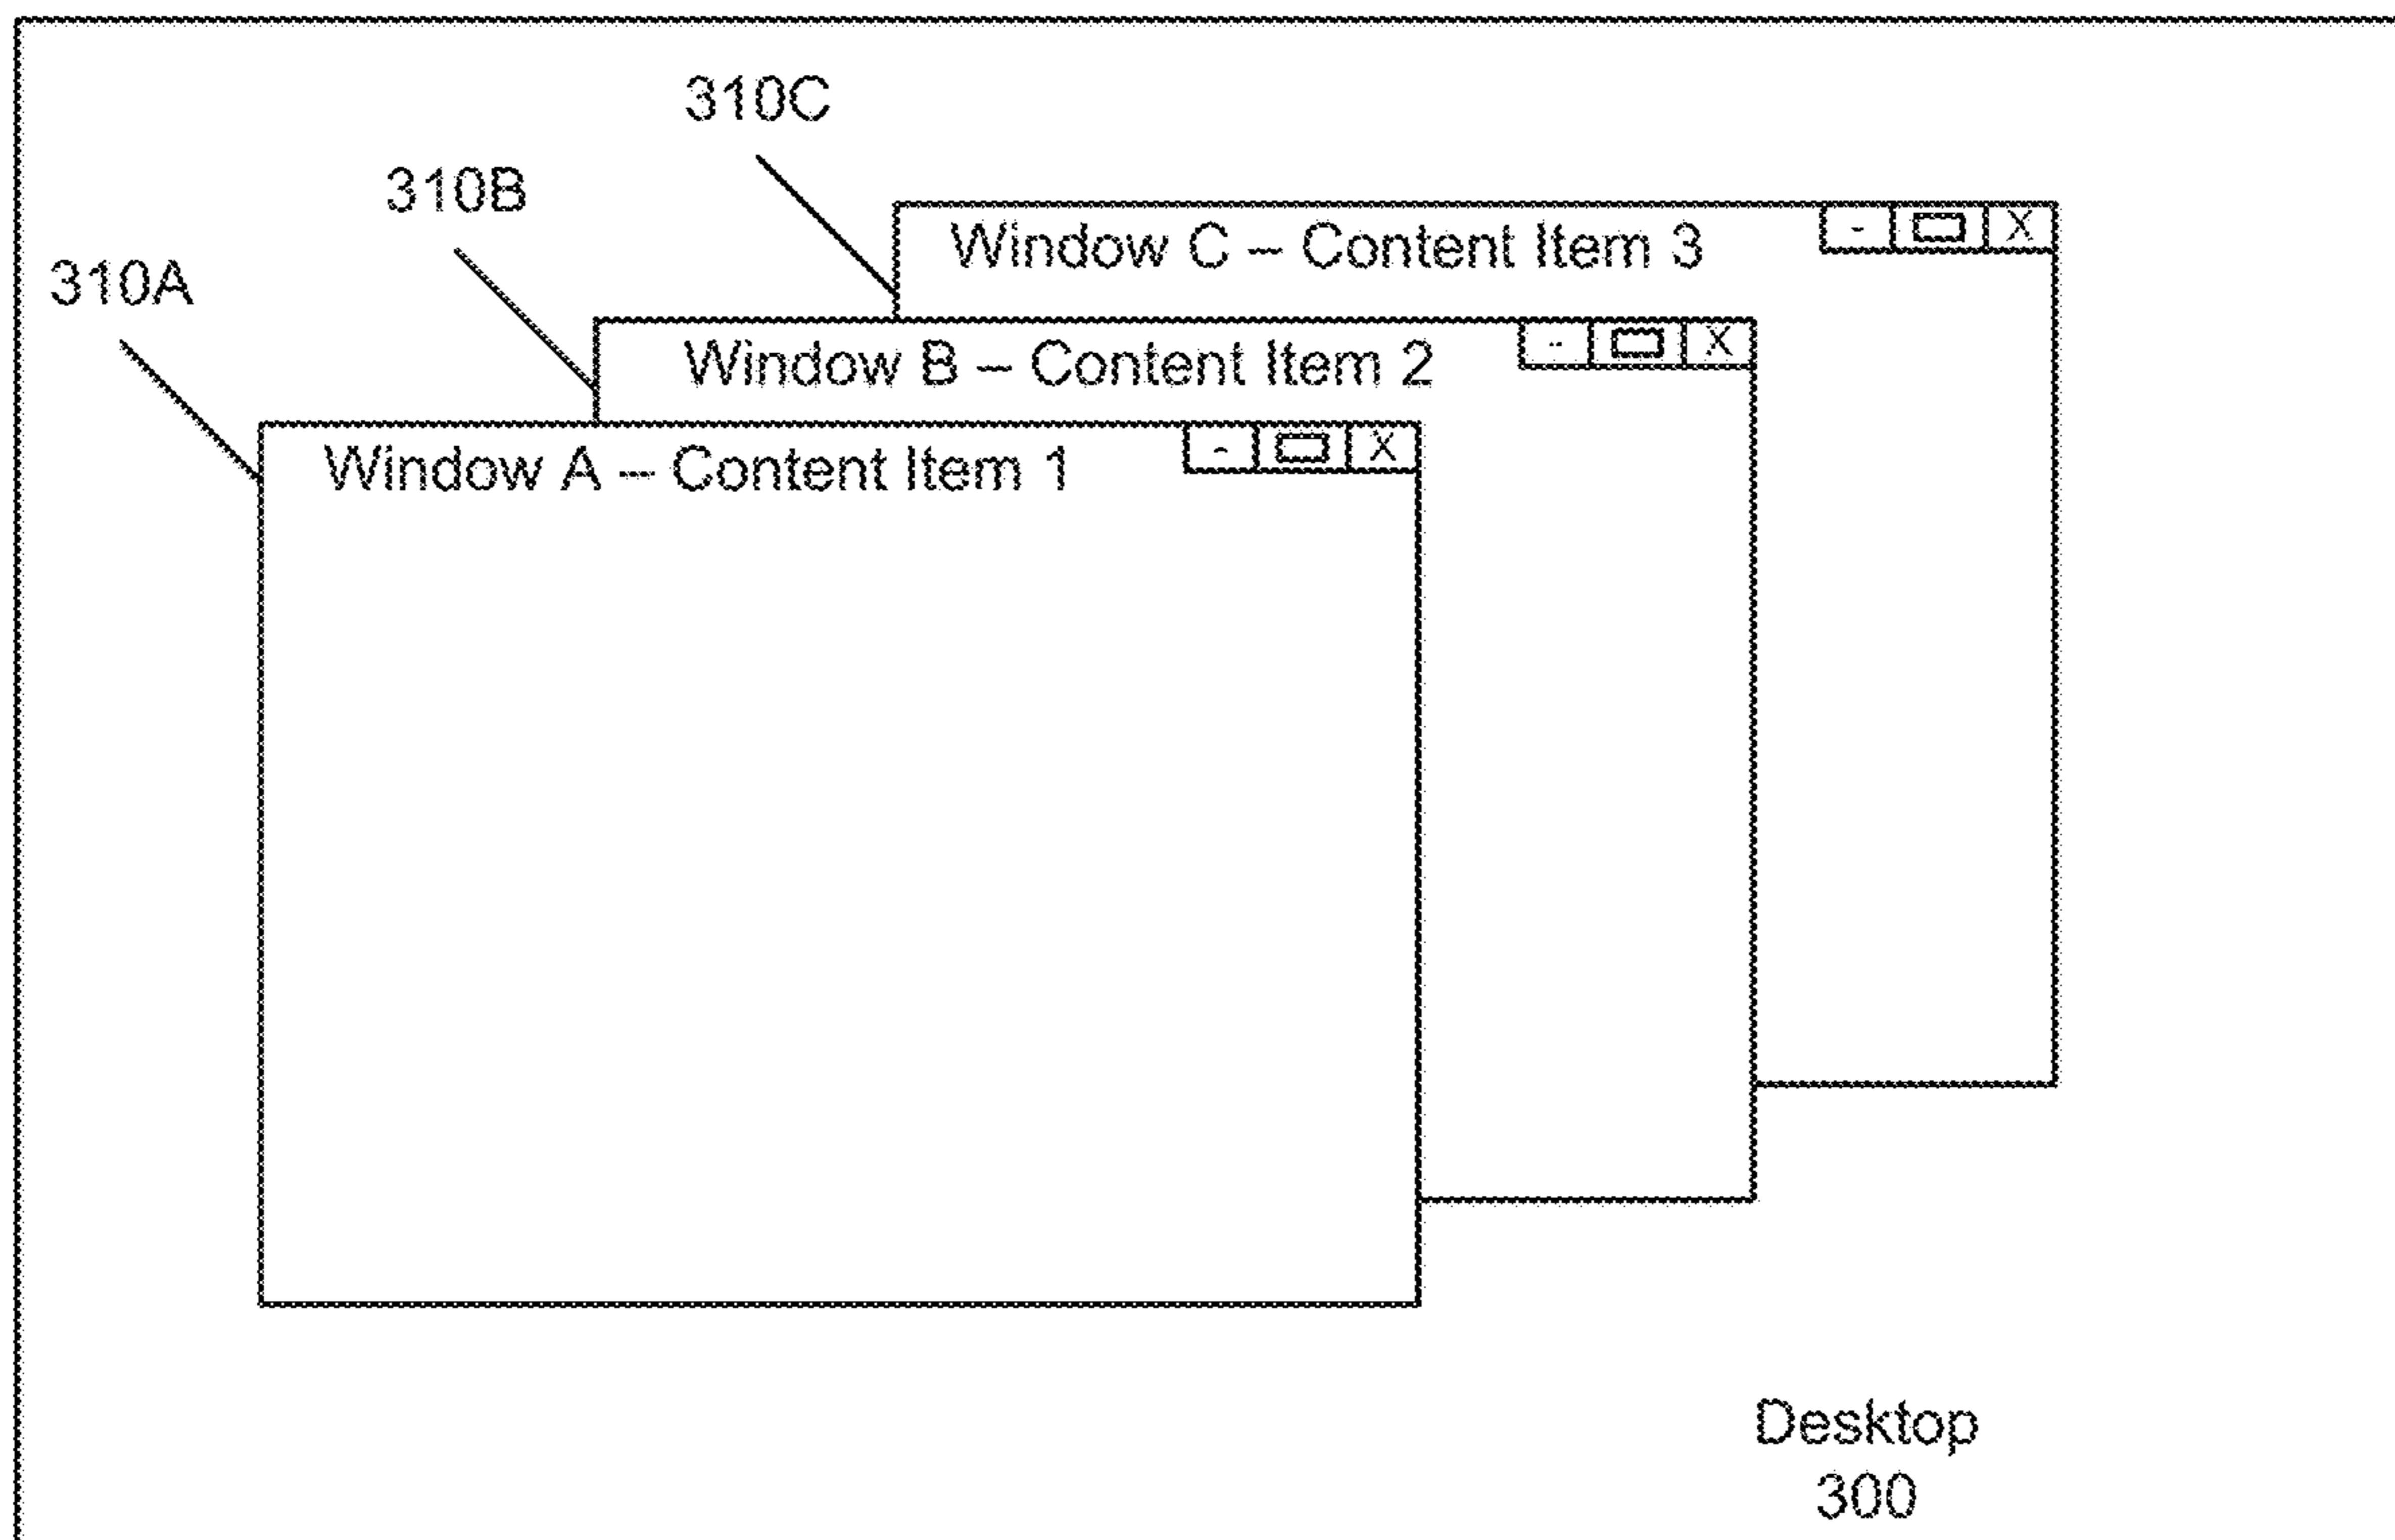 310C
310B
310A
Window C – Content Item 3
- X
Window B – Content Item 2
- X
Window A – Content Item 1
- X
Desktop
300